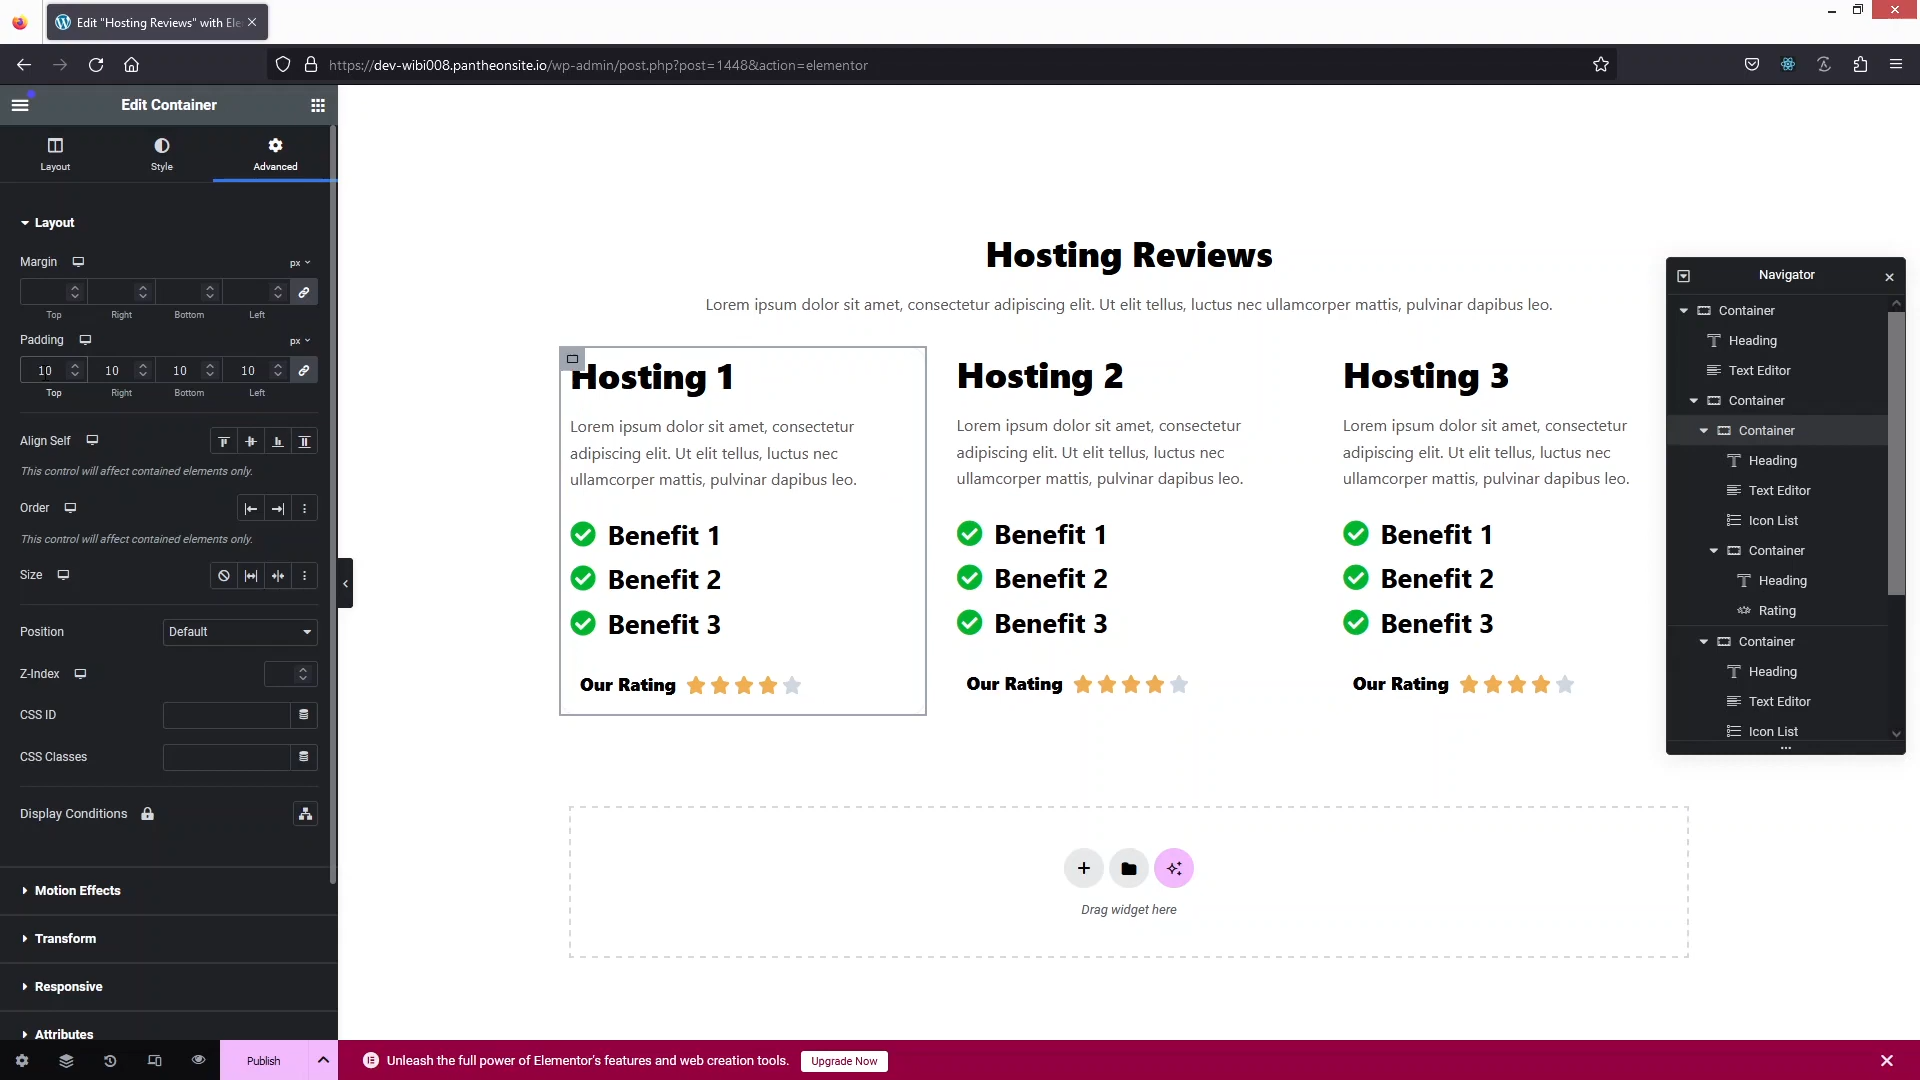 Edit "Hosting Reviews" with Ele
https://dev-wibi008.pantheonsite.io/wp-admin/post.php?post=1448&action=elementor
Edit Container
Layout
Style
Advanced
Layout
Margin
px
Top
Right
Bottom
Left
Padding
px
10
10
10
10
Top
Right
Bottom
Left
Align Self
This control will affect contained elements only.
Order
This control will affect contained elements only.
Size
Position
Default
Z-Index
CSS ID
CSS Classes
Display Conditions
Motion Effects
Transform
Responsive
Attributes
Publish
Hosting Reviews
Lorem ipsum dolor sit amet, consectetur adipiscing elit. Ut elit tellus, luctus nec ullamcorper mattis, pulvinar dapibus leo.
Hosting 1
Lorem ipsum dolor sit amet, consectetur
adipiscing elit. Ut elit tellus, luctus nec
ullamcorper mattis, pulvinar dapibus leo.
Benefit 1
Benefit 2
Benefit 3
Our Rating
Hosting 2
Lorem ipsum dolor sit amet, consectetur
adipiscing elit. Ut elit tellus, luctus nec
ullamcorper mattis, pulvinar dapibus leo.
Benefit 1
Benefit 2
Benefit 3
Our Rating
Hosting 3
Lorem ipsum dolor sit amet, consectetur
adipiscing elit. Ut elit tellus, luctus nec
ullamcorper mattis, pulvinar dapibus leo.
Benefit 1
Benefit 2
Benefit 3
Our Rating
Drag widget here
Navigator
Container
Heading
Text Editor
Container
Container
Heading
Text Editor
Icon List
Container
Heading
Rating
Container
Heading
Text Editor
Icon List
Unleash the full power of Elementor's features and web creation tools.
Upgrade Now